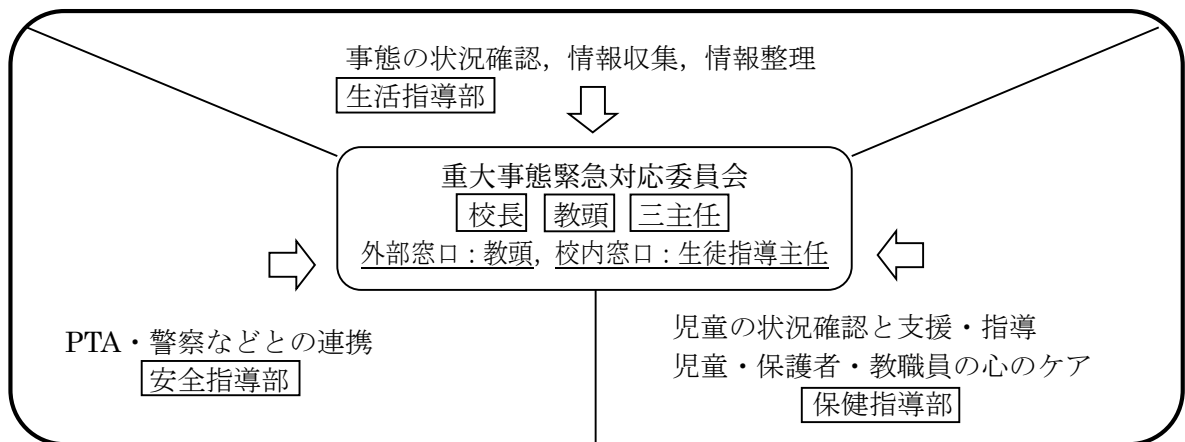 事態の状況確認，情報収集，情報整理
生活指導部
重大事態緊急対応委員会
校長 教頭 三主任
外部窓口：教頭，校内窓口：生徒指導主任
PTA・警察などとの連携
安全指導部
児童の状況確認と支援・指導
児童・保護者・教職員の心のケア
保健指導部